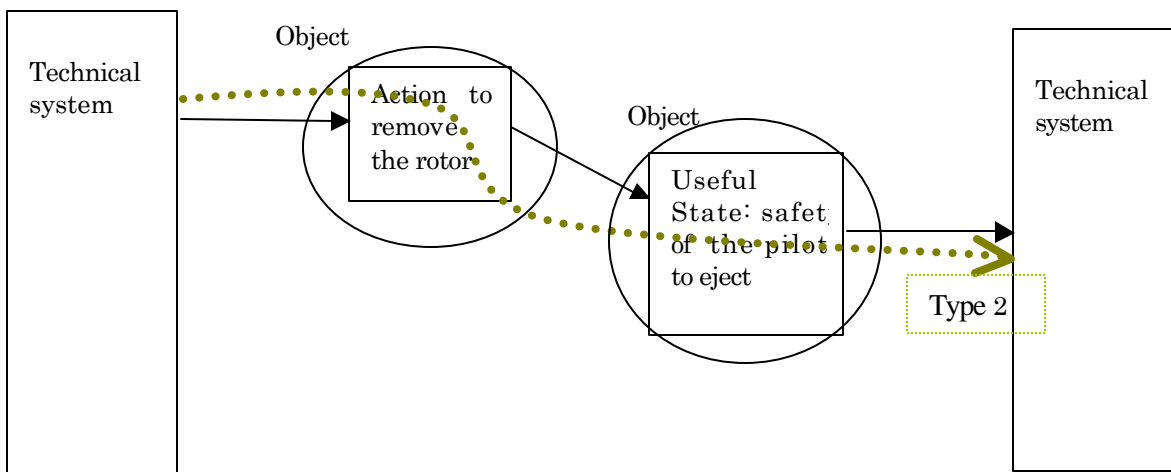 Object
Technical
system
Action to
remove
the rotor
Object
Technical
system
Useful
State: safety
of the pilot
to eject
Type 2